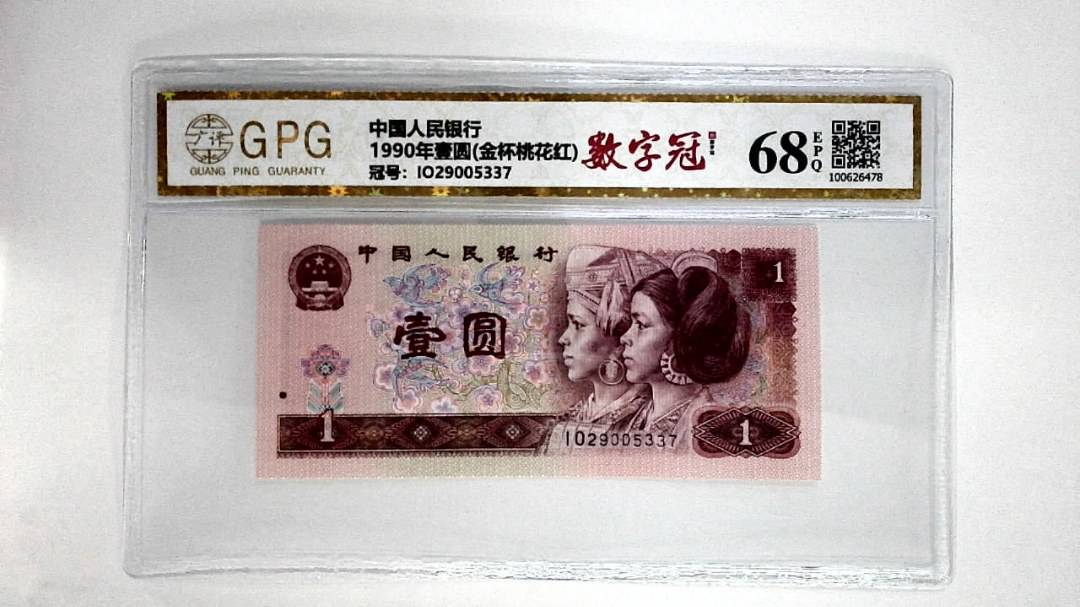 广评
GPG
GUANG PING GUARANTY
中国人民银行
1990年壹圆(金杯桃花红)
冠号：IO29005337
数字冠
68
EPQ
100626478
中国人民银行
壹圆
1
1
1
IO29005337